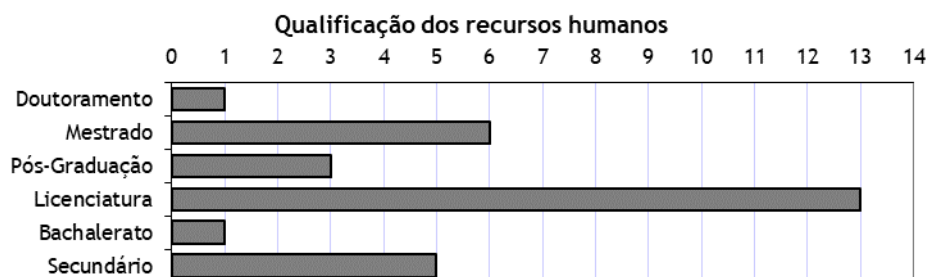 Qualificação dos recursos humanos
0 1 2 3 4 5 6 7 8 9 10 11 12 13 14
Doutoramento
Mestrado
Pós-Graduação
Licenciatura
Bachalerato
Secundário